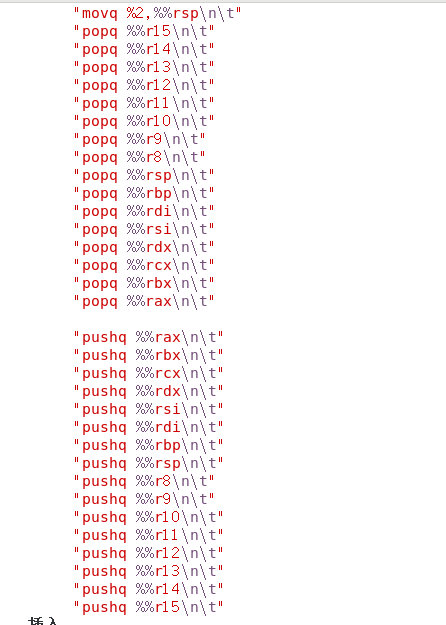 "movq %2,%%rsp\n\t"
"popq %%r15\n\t"
"popq %%r14\n\t"
"popq %%r13\n\t"
"popq %%r12\n\t"
"popq %%r11\n\t"
"popq %%r10\n\t"
"popq %%r9\n\t"
"popq %%r8\n\t"
"popq %%rsp\n\t"
"popq %%rbp\n\t"
"popq %%rdi\n\t"
"popq %%rsi\n\t"
"popq %%rdx\n\t"
"popq %%rcx\n\t"
"popq %%rbx\n\t"
"popq %%rax\n\t"
"pushq %%rax\n\t"
"pushq %%rbx\n\t"
"pushq %%rcx\n\t"
"pushq %%rdx\n\t"
"pushq %%rsi\n\t"
"pushq %%rdi\n\t"
"pushq %%rbp\n\t"
"pushq %%rsp\n\t"
"pushq %%r8\n\t"
"pushq %%r9\n\t"
"pushq %%r10\n\t"
"pushq %%r11\n\t"
"pushq %%r12\n\t"
"pushq %%r13\n\t"
"pushq %%r14\n\t"
"pushq %%r15\n\t"
插入